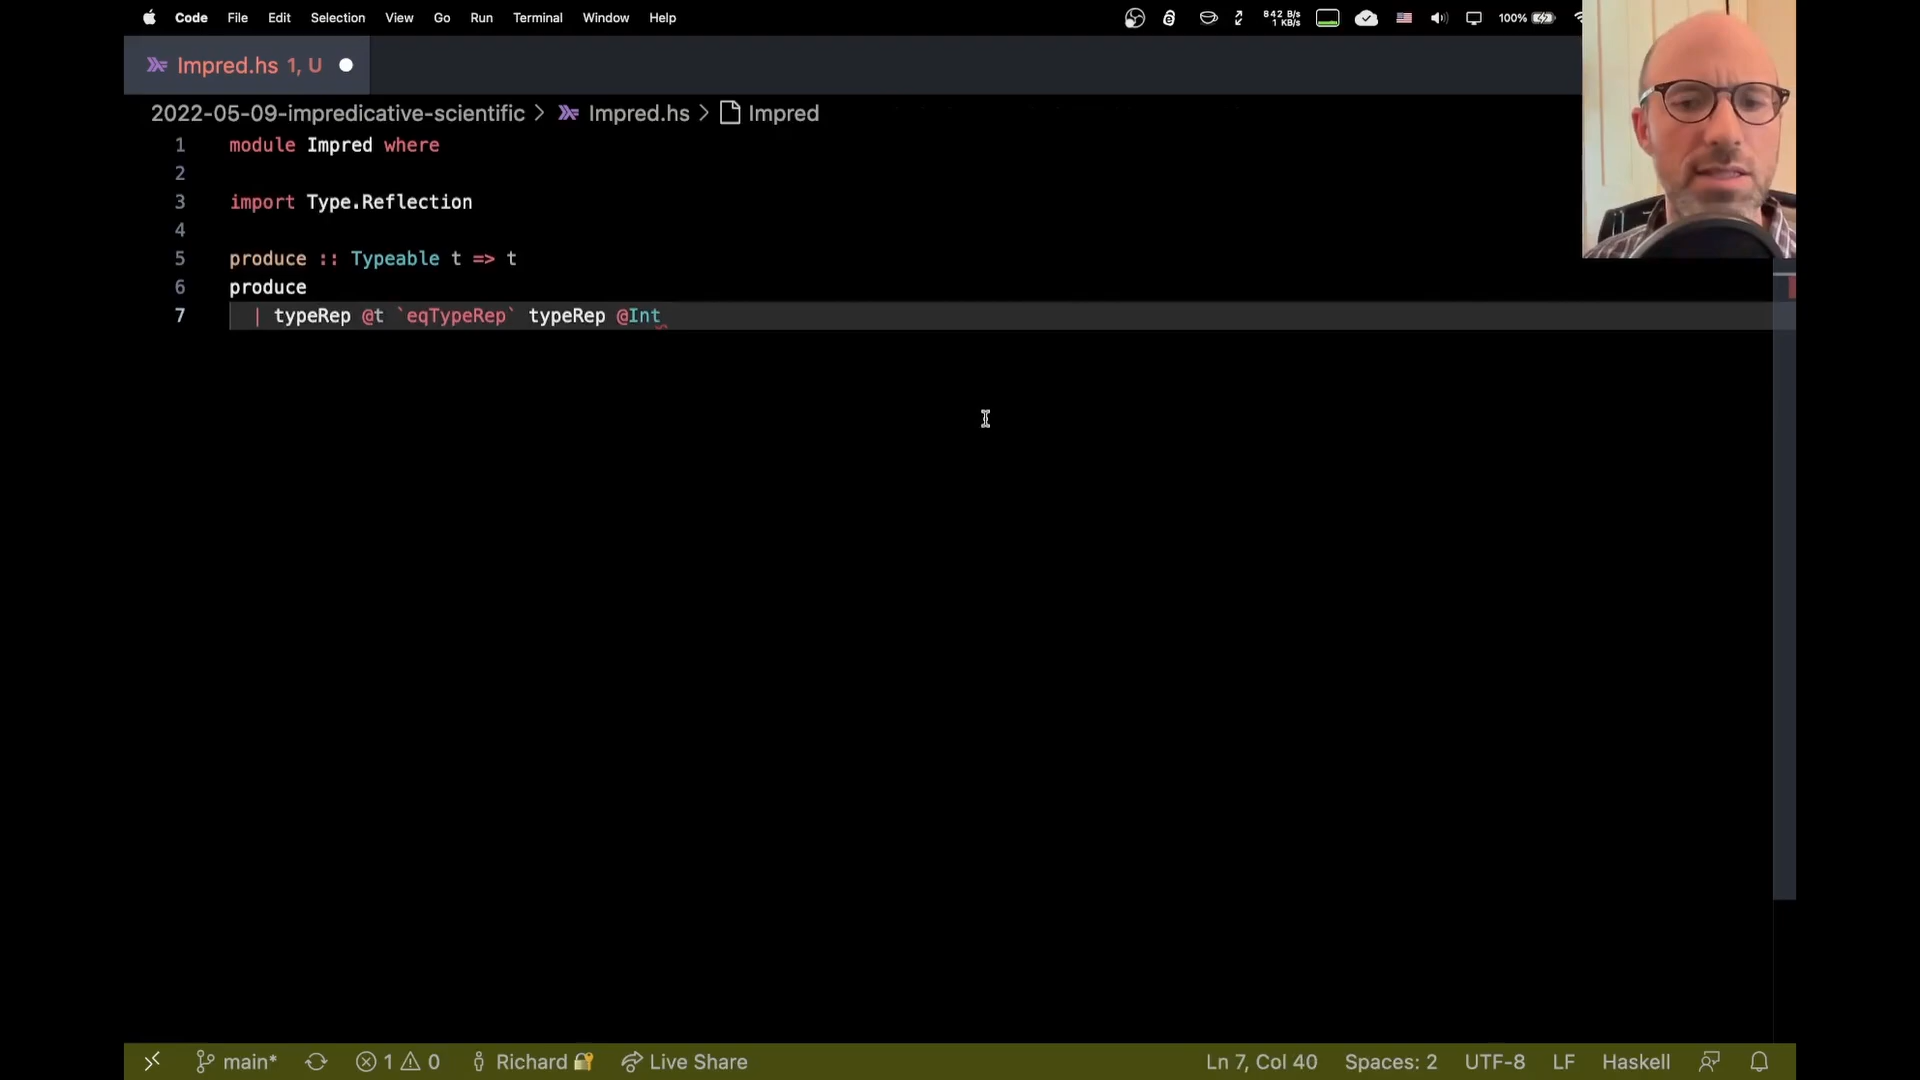 Code File Edit Selection View Go Run Terminal Window Help 842 B/s 1 KB/s 100%
Impred.hs 1, U
2022-05-09-impredicative-scientific > Impred.hs > Impred
1 module Impred where
2
3 import Type.Reflection
4
5 produce :: Typeable t => t
6 produce
7 | typeRep @t `eqTypeRep` typeRep @Int
main* 1 0 Richard Live Share Ln 7, Col 40 Spaces: 2 UTF-8 LF Haskell